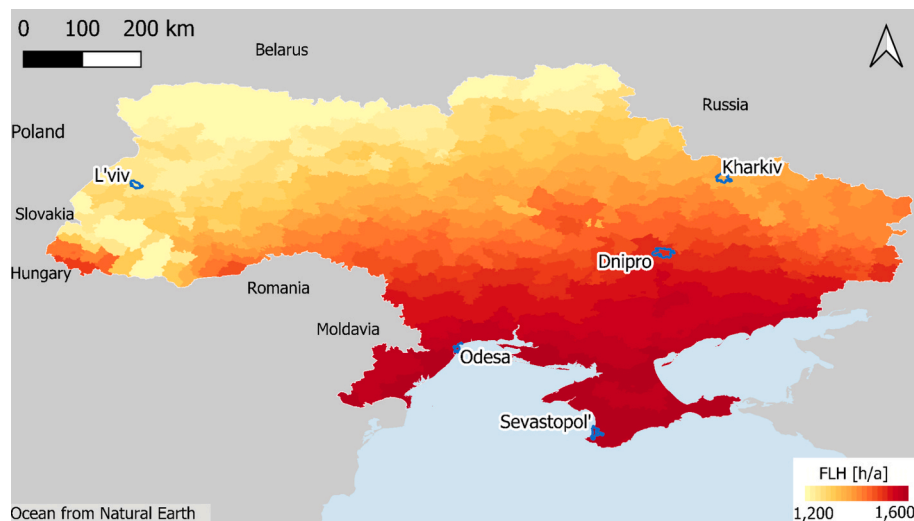 0 100 200 km
Belarus
Russia
Poland
L'viv
Kharkiv
Slovakia
Dnipro
Hungary
Romania
Moldavia
Odesa
Sevastopol'
FLH [h/a]
1,200 1,600
Ocean from Natural Earth